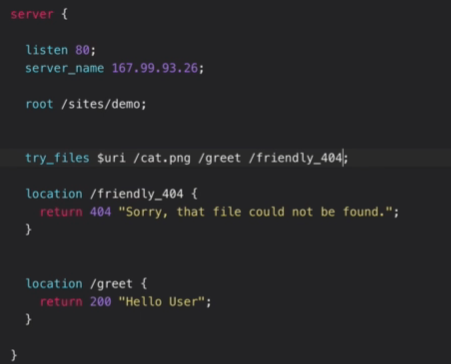 server {
listen 80;
server_name 167.99.93.26;
root /sites/demo;
try_files $uri /cat.png /greet /friendly_404;
location /friendly_404 {
return 404 "Sorry, that file could not be found.";
}
location /greet {
return 200 "Hello User";
}
}